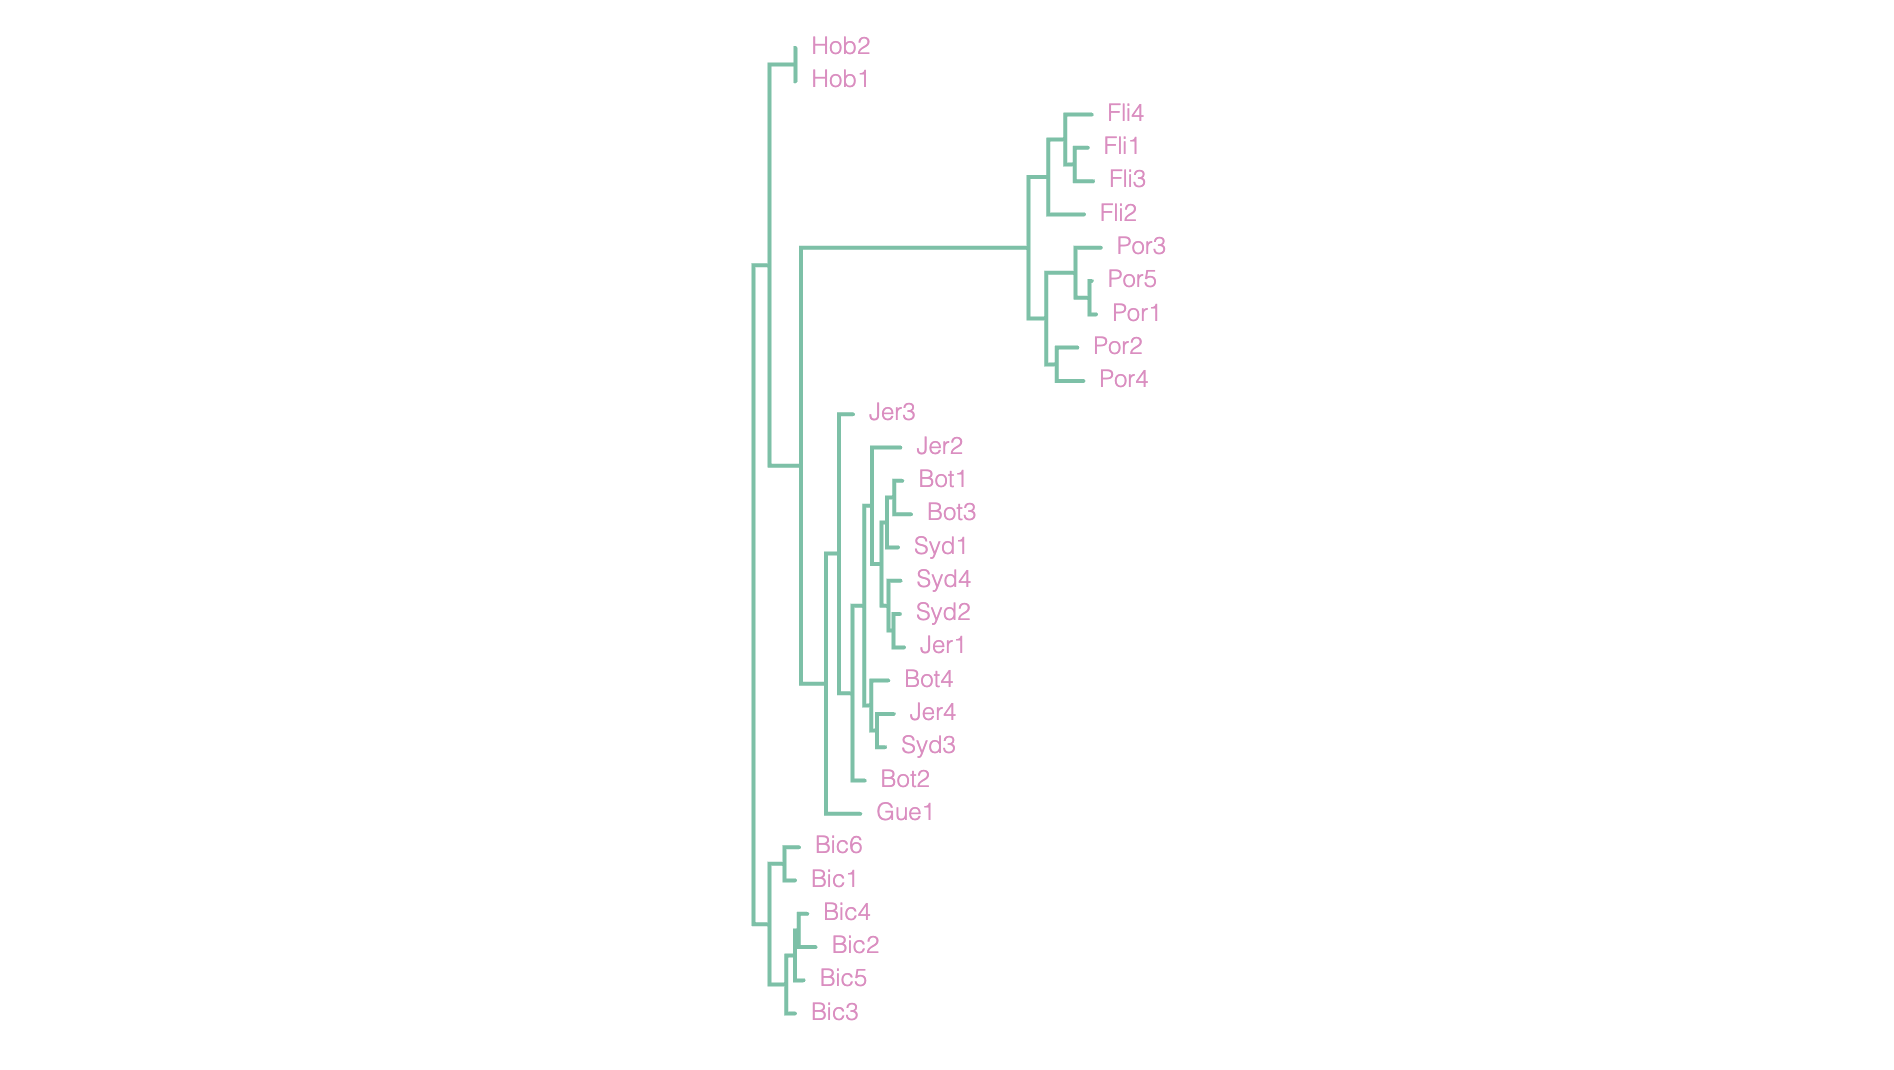 Hob2
Hob1
Fli4
Fli1
Fli3
Fli2
Por3
Por5
Por1
Por2
Por4
Jer3
Jer2
Bot1
Bot3
Syd1
Syd4
Syd2
Jer1
Bot4
Jer4
Syd3
Bot2
Gue1
Bic6
Bic1
Bic4
Bic2
Bic5
Bic3